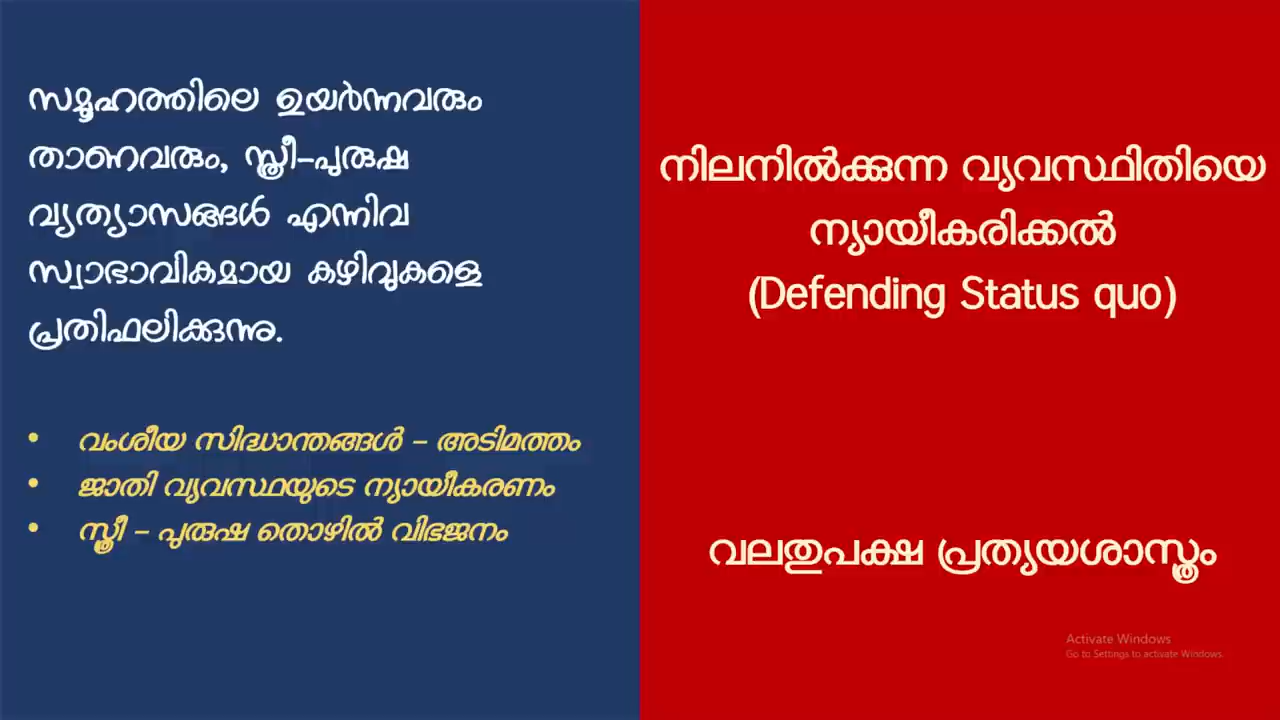 സമൂഹത്തിലെ ഉയർന്നവരും
താണവരും, സ്ത്രീ-പുരുഷ
വ്യത്യാസങ്ങൾ എന്നിവ
സ്വാഭാവികമായ കഴിവുകളെ
പ്രതിഫലിക്കുന്നു.
• വംശീയ സിദ്ധാന്തങ്ങൾ - അടിമത്തം
• ജാതി വ്യവസ്ഥയുടെ ന്യായീകരണം
• സ്ത്രീ - പുരുഷ തൊഴിൽ വിഭജനം
നിലനിൽക്കുന്ന വ്യവസ്ഥിതിയെ
ന്യായീകരിക്കൽ
(Defending Status quo)
വലതുപക്ഷ പ്രത്യയശാസ്ത്രം
Activate Windows
Go to Settings to activate Windows.